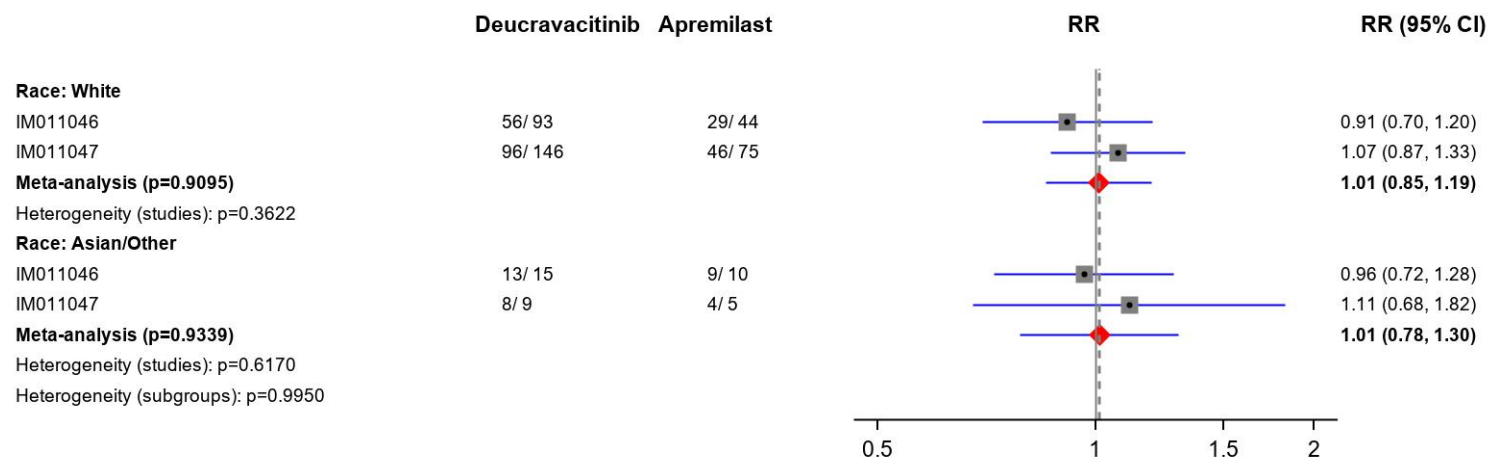 Deucravacitinib Apremilast RR RR (95% CI)
Race: White
IM011046 56/ 93 29/ 44 0.91 (0.70, 1.20)
IM011047 96/ 146 46/ 75 1.07 (0.87, 1.33)
Meta-analysis (p=0.9095) 1.01 (0.85, 1.19)
Heterogeneity (studies): p=0.3622
Race: Asian/Other
IM011046 13/ 15 9/ 10 0.96 (0.72, 1.28)
IM011047 8/ 9 4/ 5 1.11 (0.68, 1.82)
Meta-analysis (p=0.9339) 1.01 (0.78, 1.30)
Heterogeneity (studies): p=0.6170
Heterogeneity (subgroups): p=0.9950
0.5 1 1.5 2